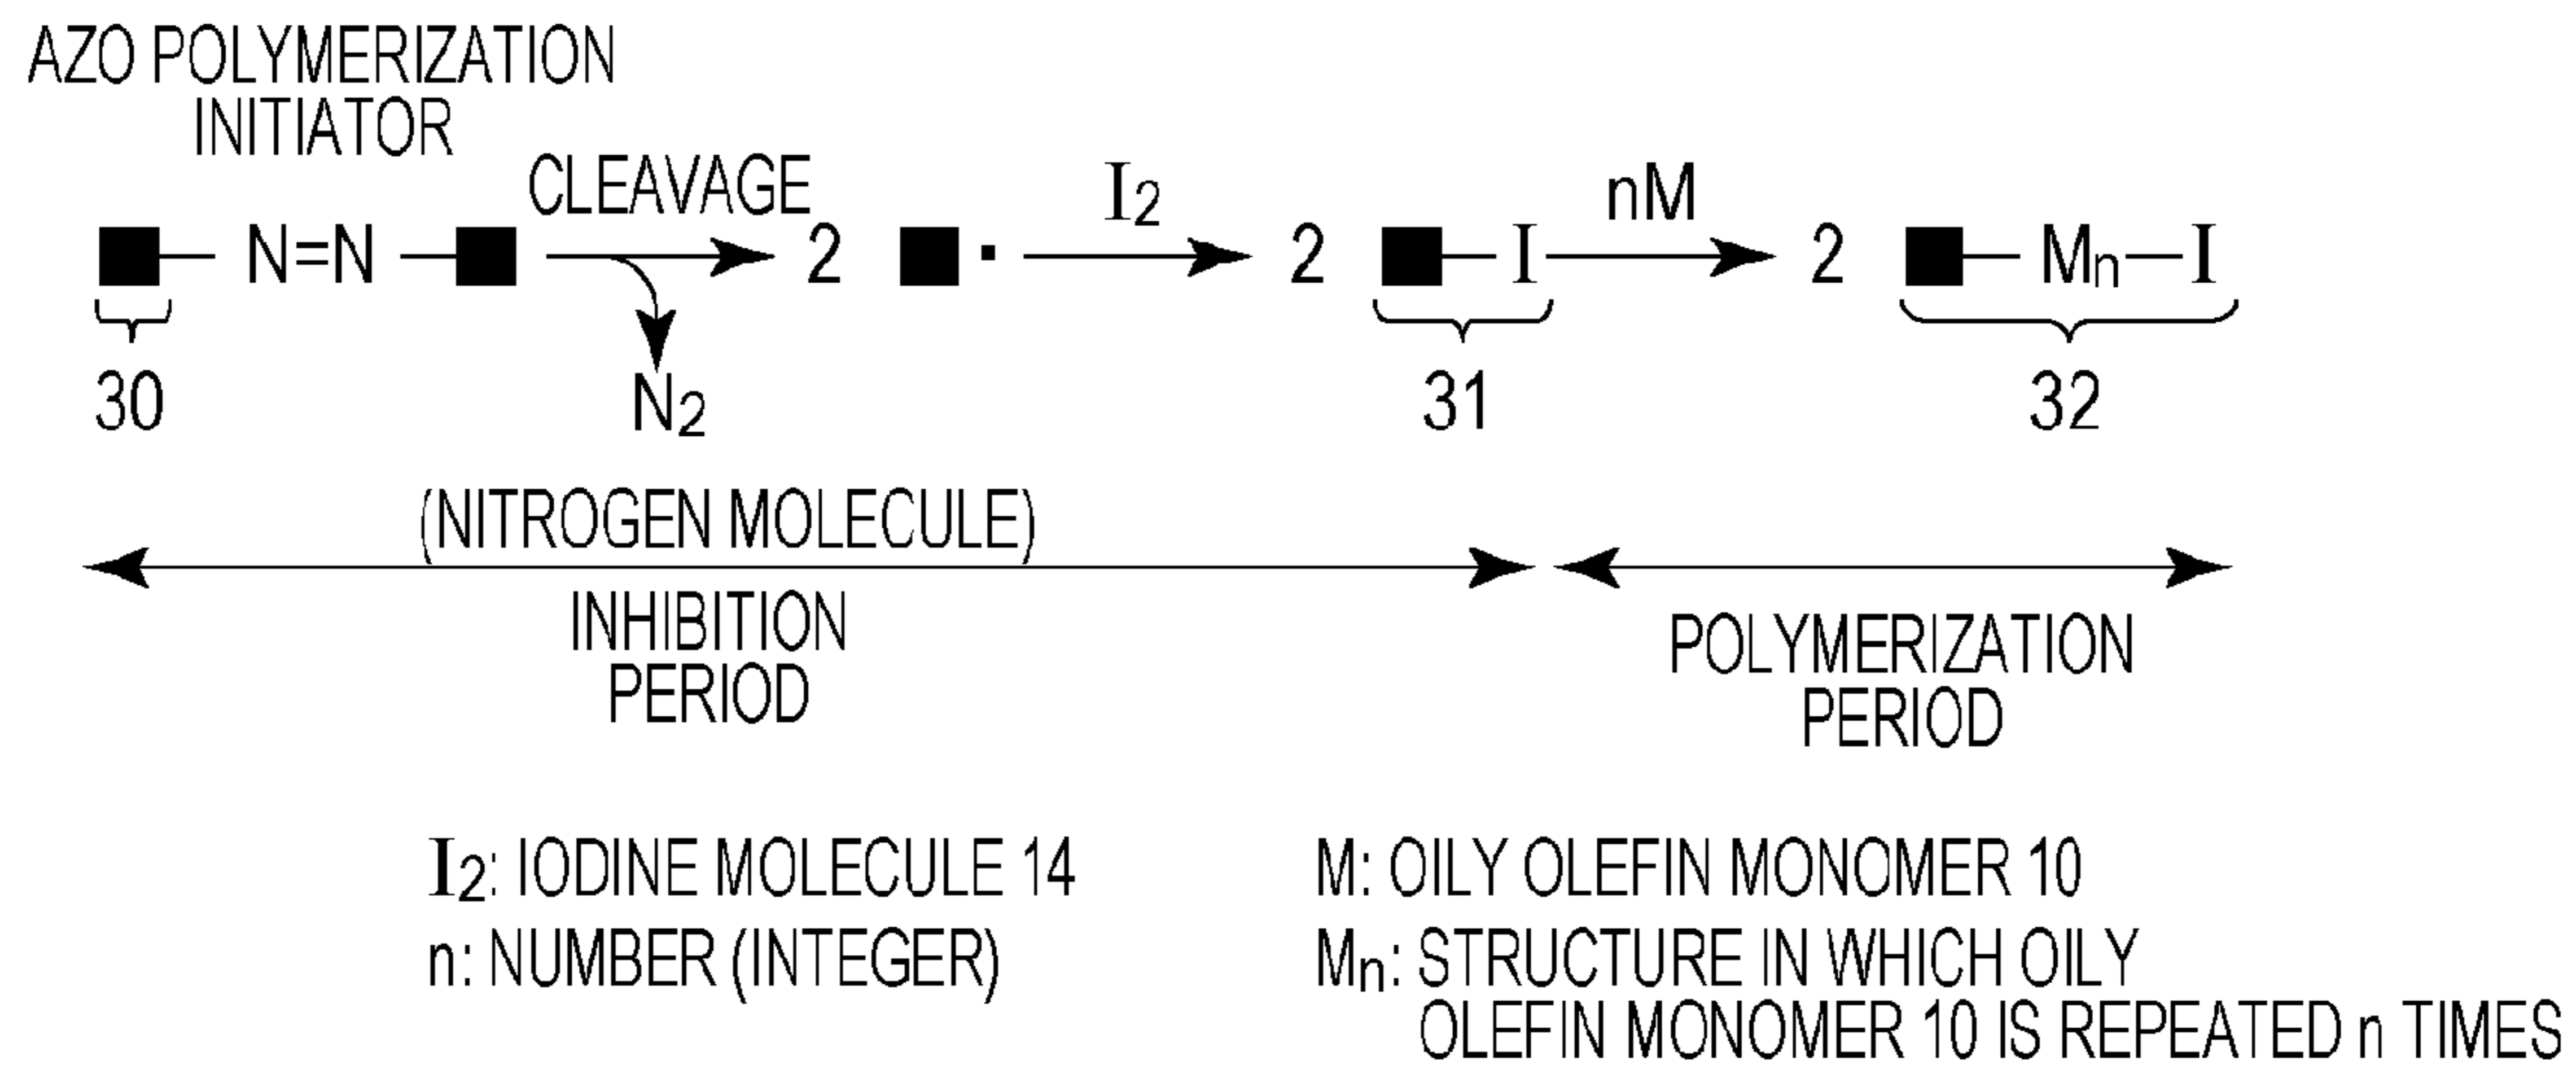 AZO POLYMERIZATION
INITIATOR
CLEAVAGE
I2
nM
N=N
2
2
I
2
Mn
I
30
N2
31
32
(NITROGEN MOLECULE)
INHIBITION
PERIOD
POLYMERIZATION
PERIOD
I2: IODINE MOLECULE 14
n: NUMBER (INTEGER)
M: OILY OLEFIN MONOMER 10
Mn: STRUCTURE IN WHICH OILY
OLEFIN MONOMER 10 IS REPEATED n TIMES